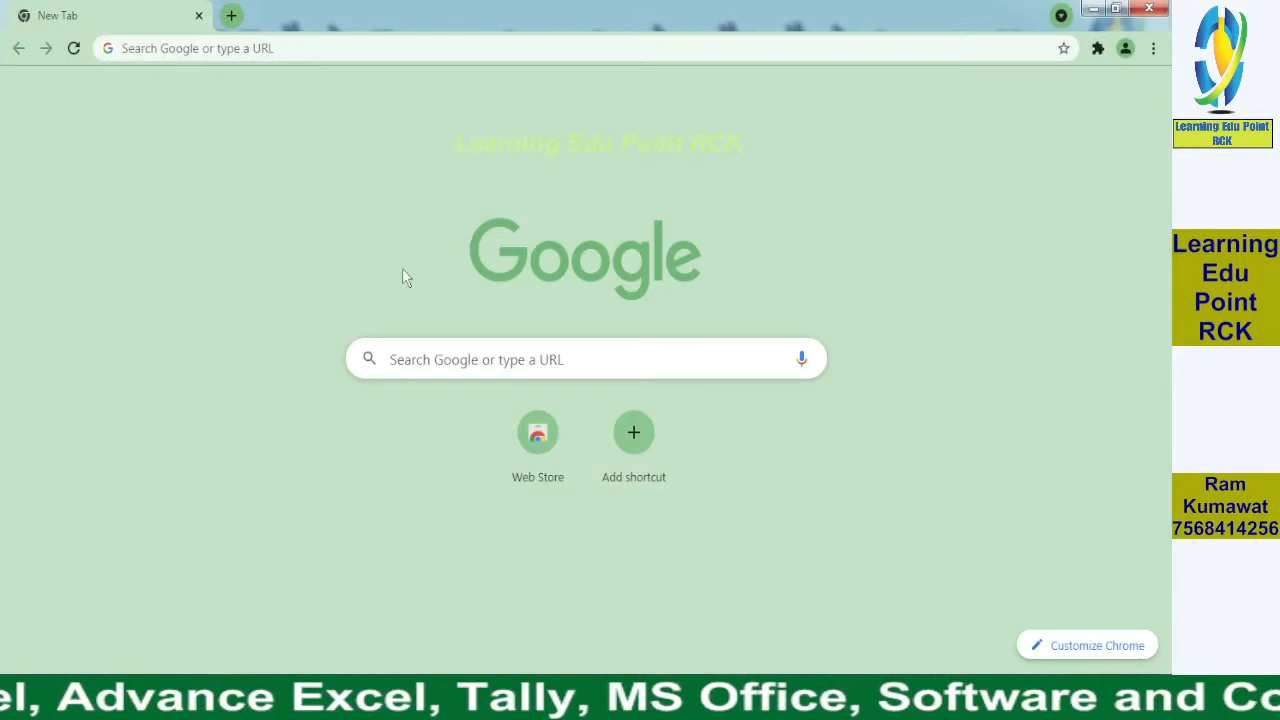 New Tab
Search Google or type a URL
Learning Edu Point RCK
Google
Search Google or type a URL
Web Store
Add shortcut
Customize Chrome
Learning Edu Point
RCK
Learning
Edu
Point
RCK
Ram
Kumawat
7568414256
el, Advance Excel, Tally, MS Office, Software and Co